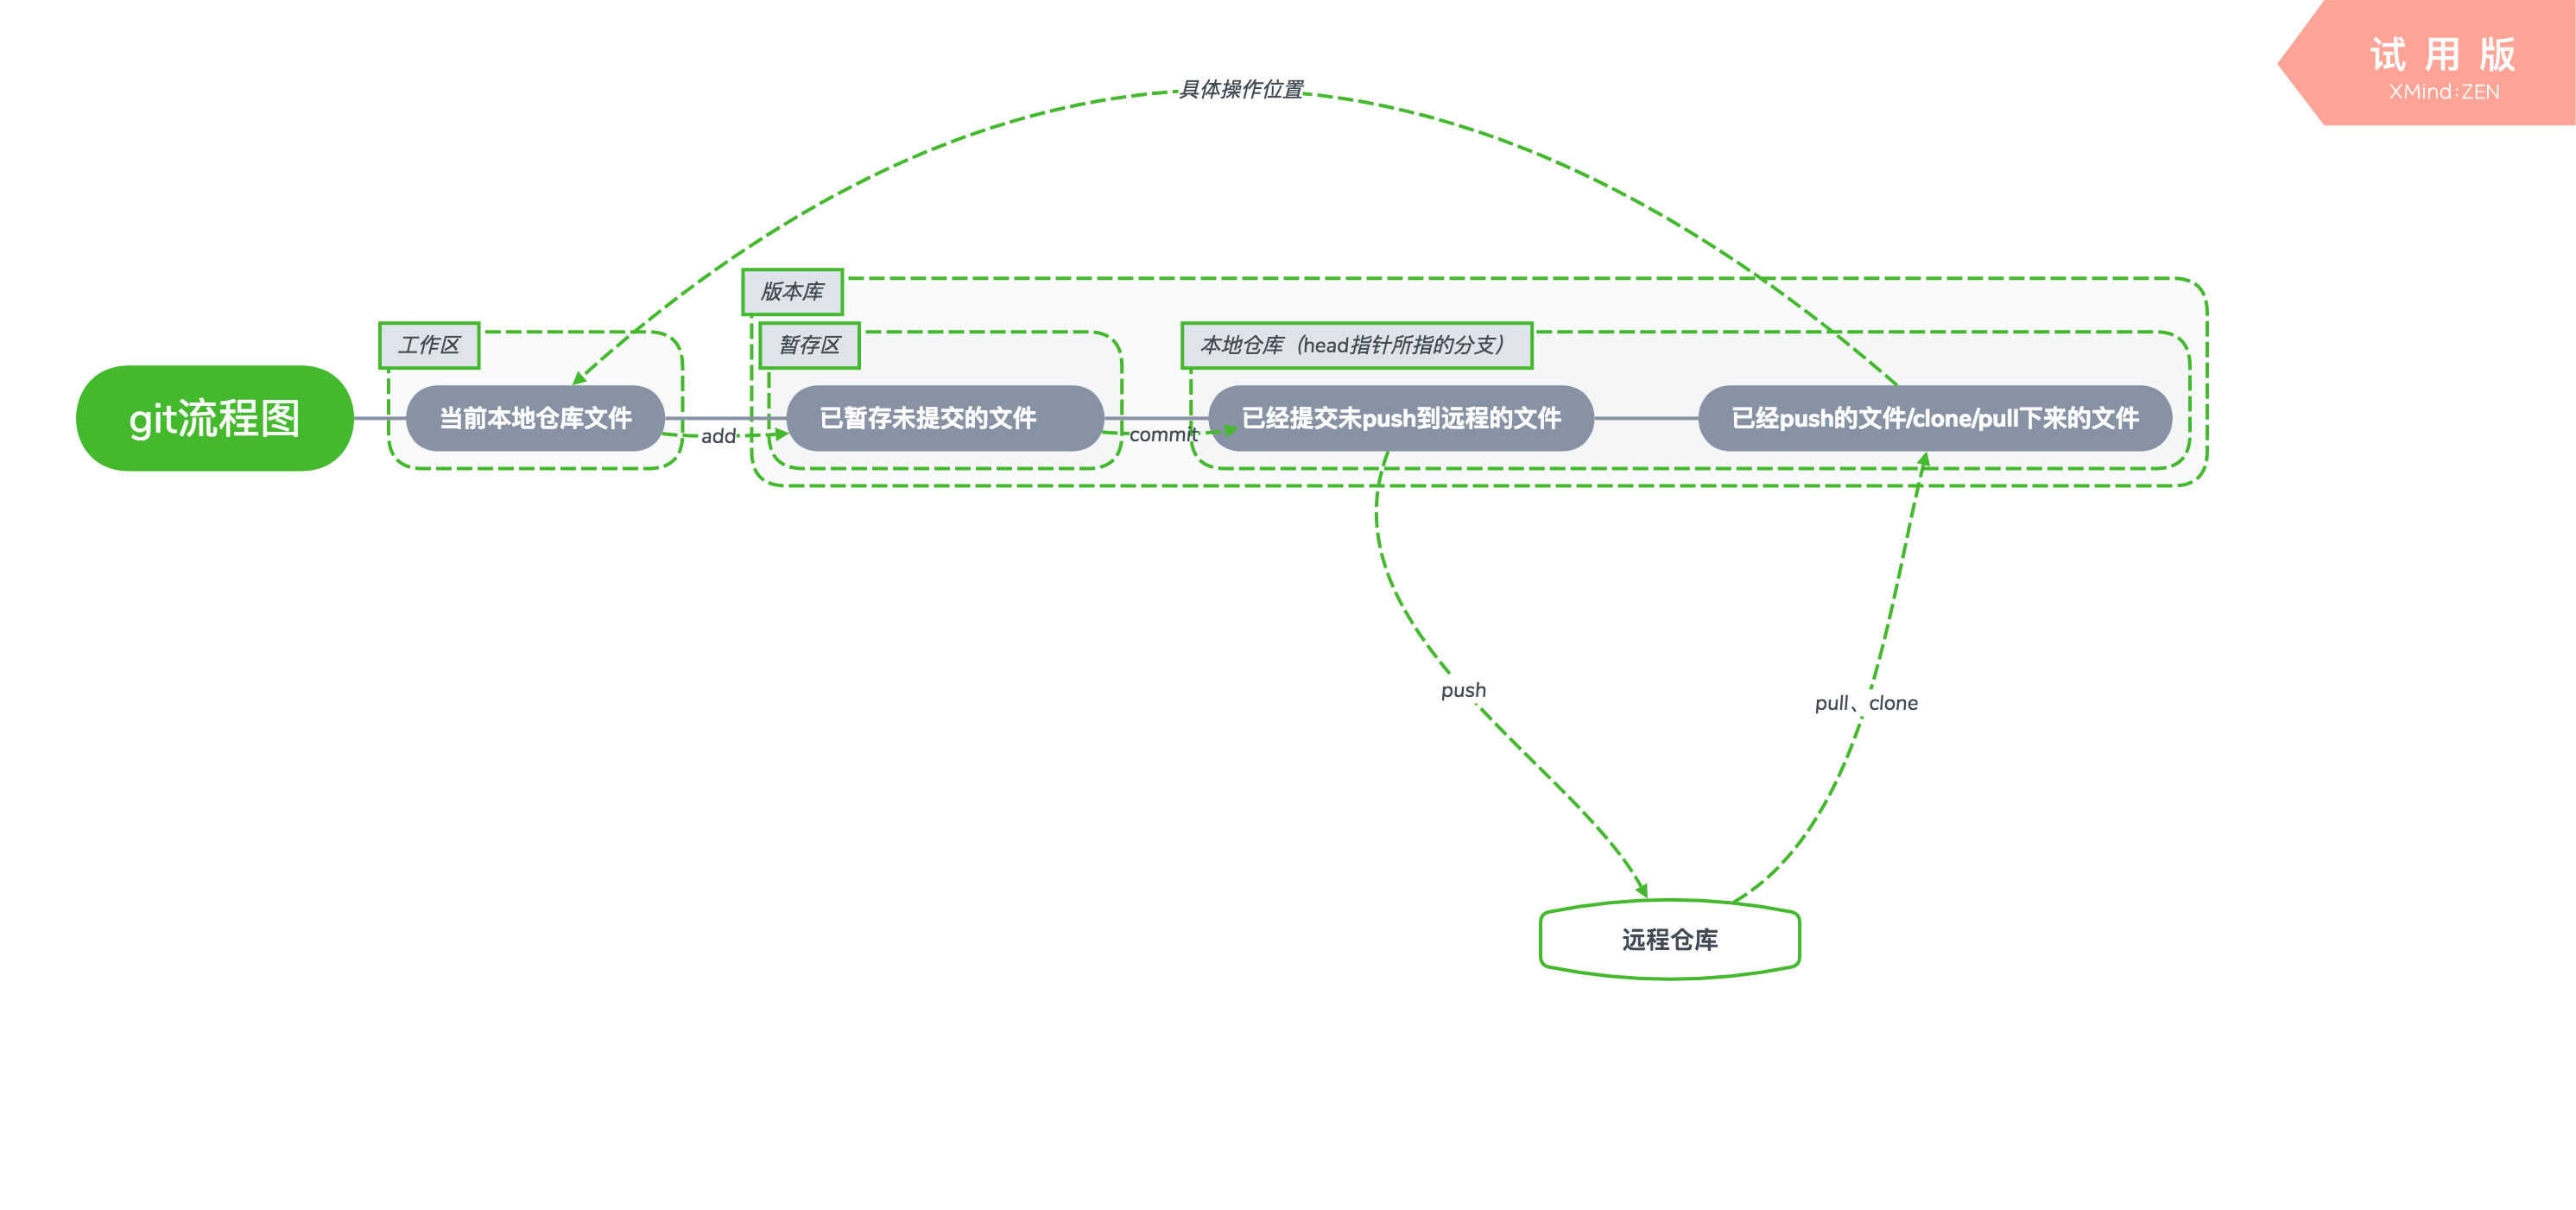 试 用 版
XMind:ZEN
具体操作位置
版本库
工作区
暂存区
本地仓库（head指针所指的分支）
git流程图
当前本地仓库文件
已暂存未提交的文件
已经提交未push到远程的文件
已经push的文件/clone/pull下来的文件
add
commit
push
pull、clone
远程仓库